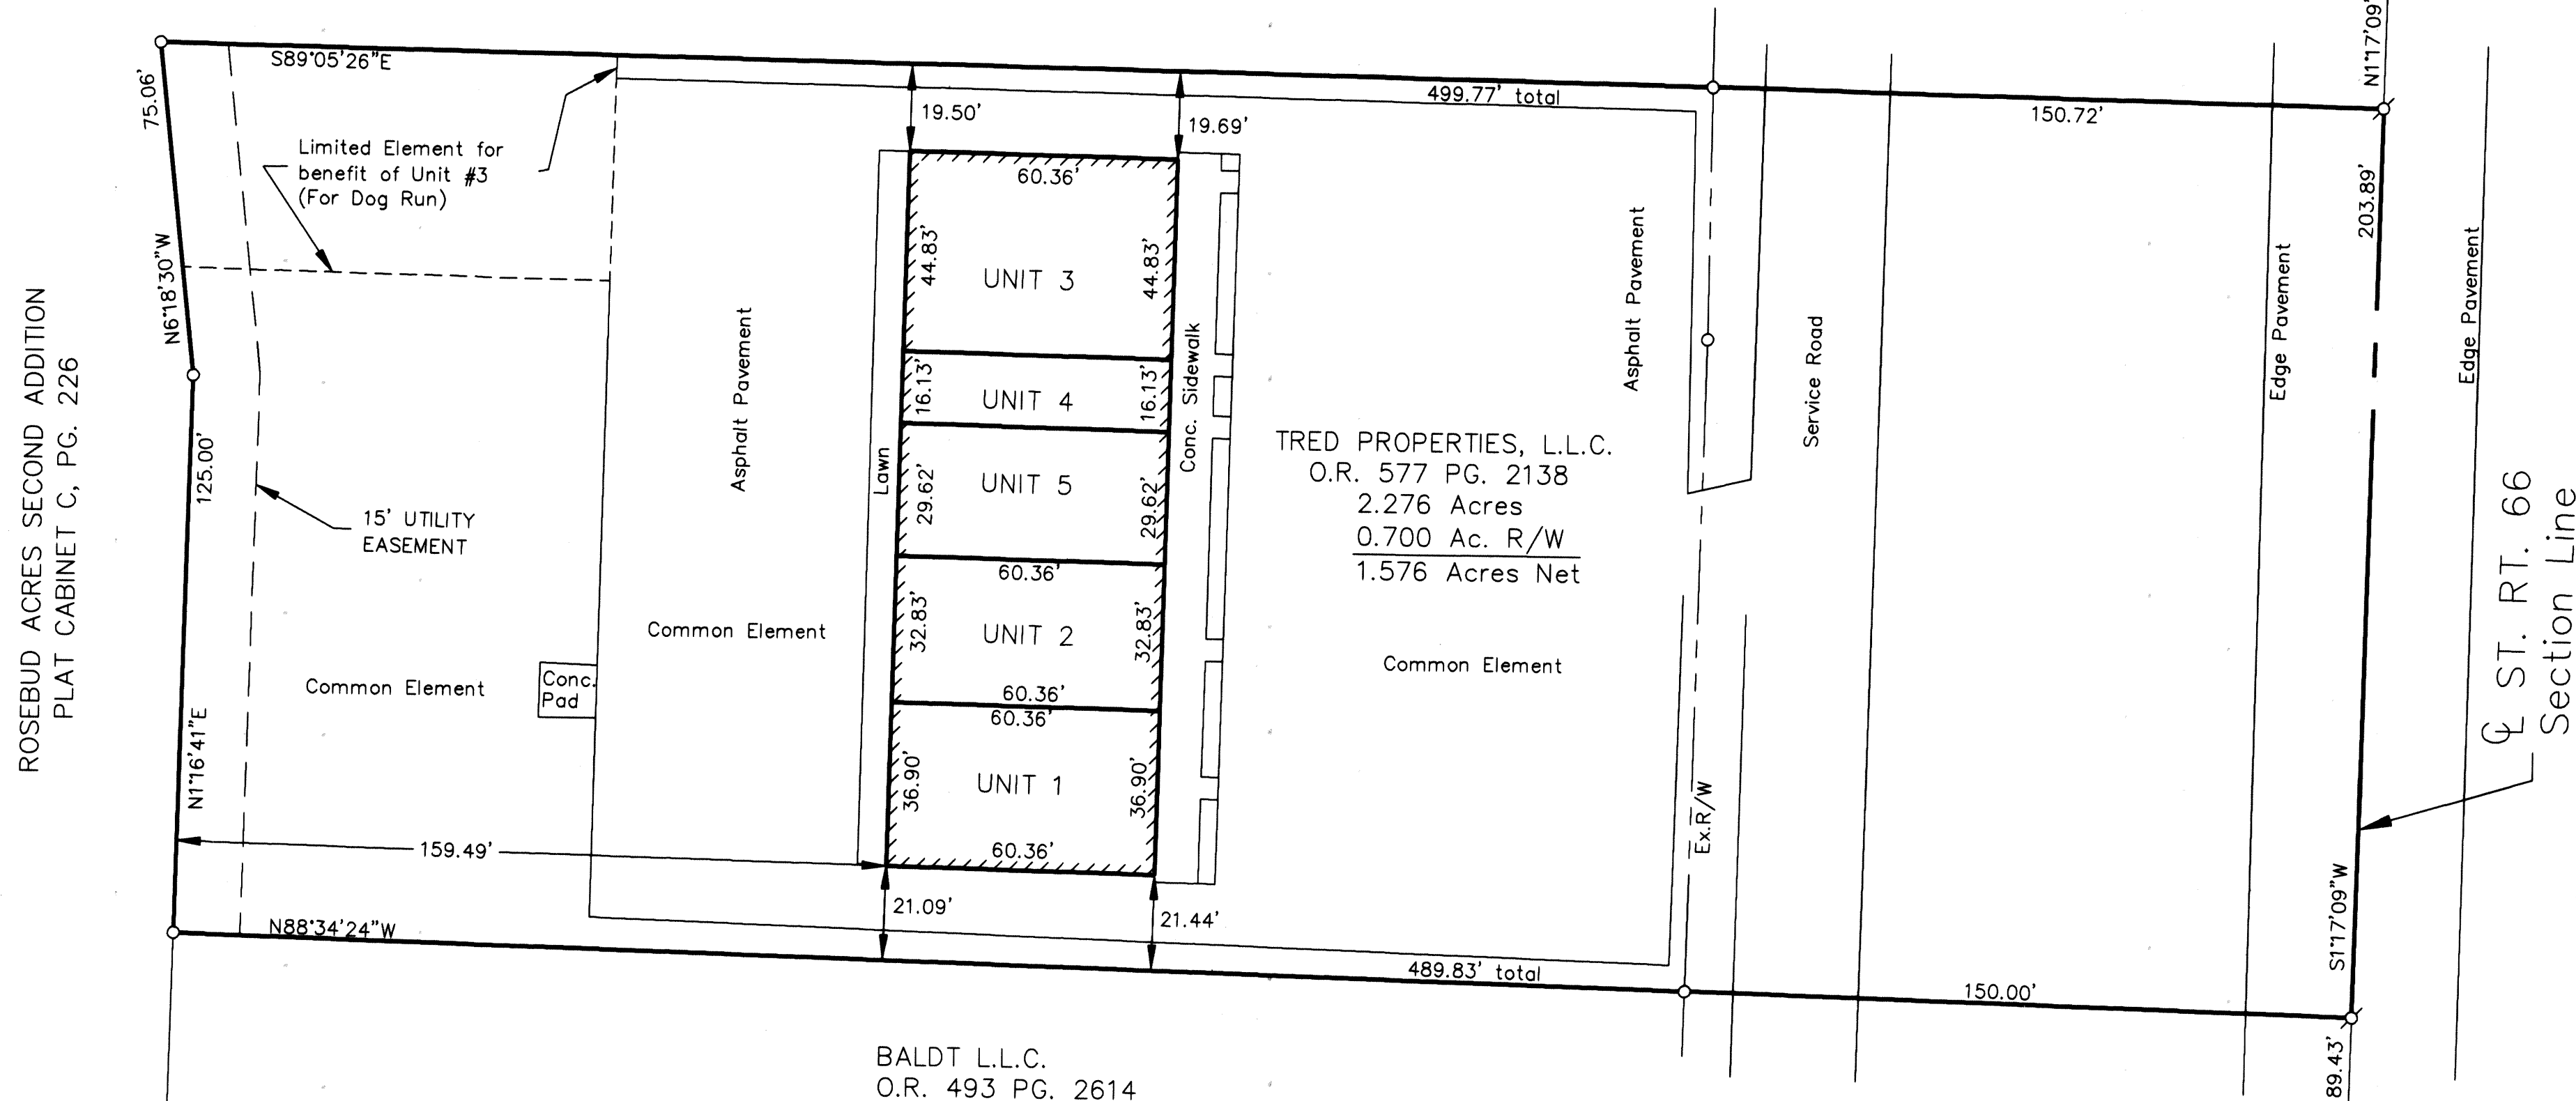 N1°17'09"
S89°05'26"E
499.77' total
150.72'
75.06'
19.50'
19.69'
Limited Element for
benefit of Unit #3
(For Dog Run)
60.36'
203.89'
N6°18'30"W
44.83'
UNIT 3
44.83'
Asphalt Pavement
Service Road
Edge Pavement
Edge Pavement
ROSEBUD ACRES SECOND ADDITION
PLAT CABINET C, PG. 226
Asphalt Pavement
16.13'
UNIT 4
16.13'
Conc. Sidewalk
125.00'
Lawn
29.62'
UNIT 5
29.62'
TRED PROPERTIES, L.L.C.
O.R. 577 PG. 2138
2.276 Acres
0.700 Ac. R/W
1.576 Acres Net
15' UTILITY
EASEMENT
60.36'
32.83'
UNIT 2
32.83'
60.36'
Common Element
Common Element
Common Element
Conc.
Pad
℄ ST. RT. 66
Section Line
N1°16'41"E
60.36'
36.90'
UNIT 1
36.90'
60.36'
Ex.R/W
159.49'
21.09'
21.44'
S1°17'09"W
N88°34'24"W
489.83' total
150.00'
89.43'
BALDT L.L.C.
O.R. 493 PG. 2614